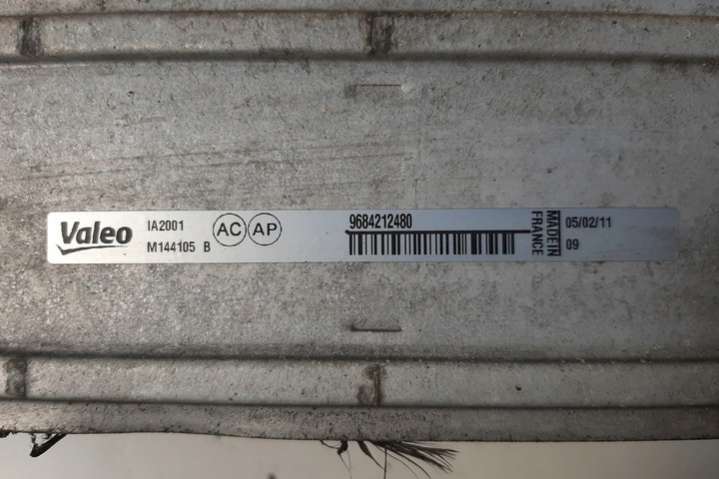 Valeo
IA2001
M144105 B
AC AP
9684212480
MADE IN
FRANCE
05/02/11
09